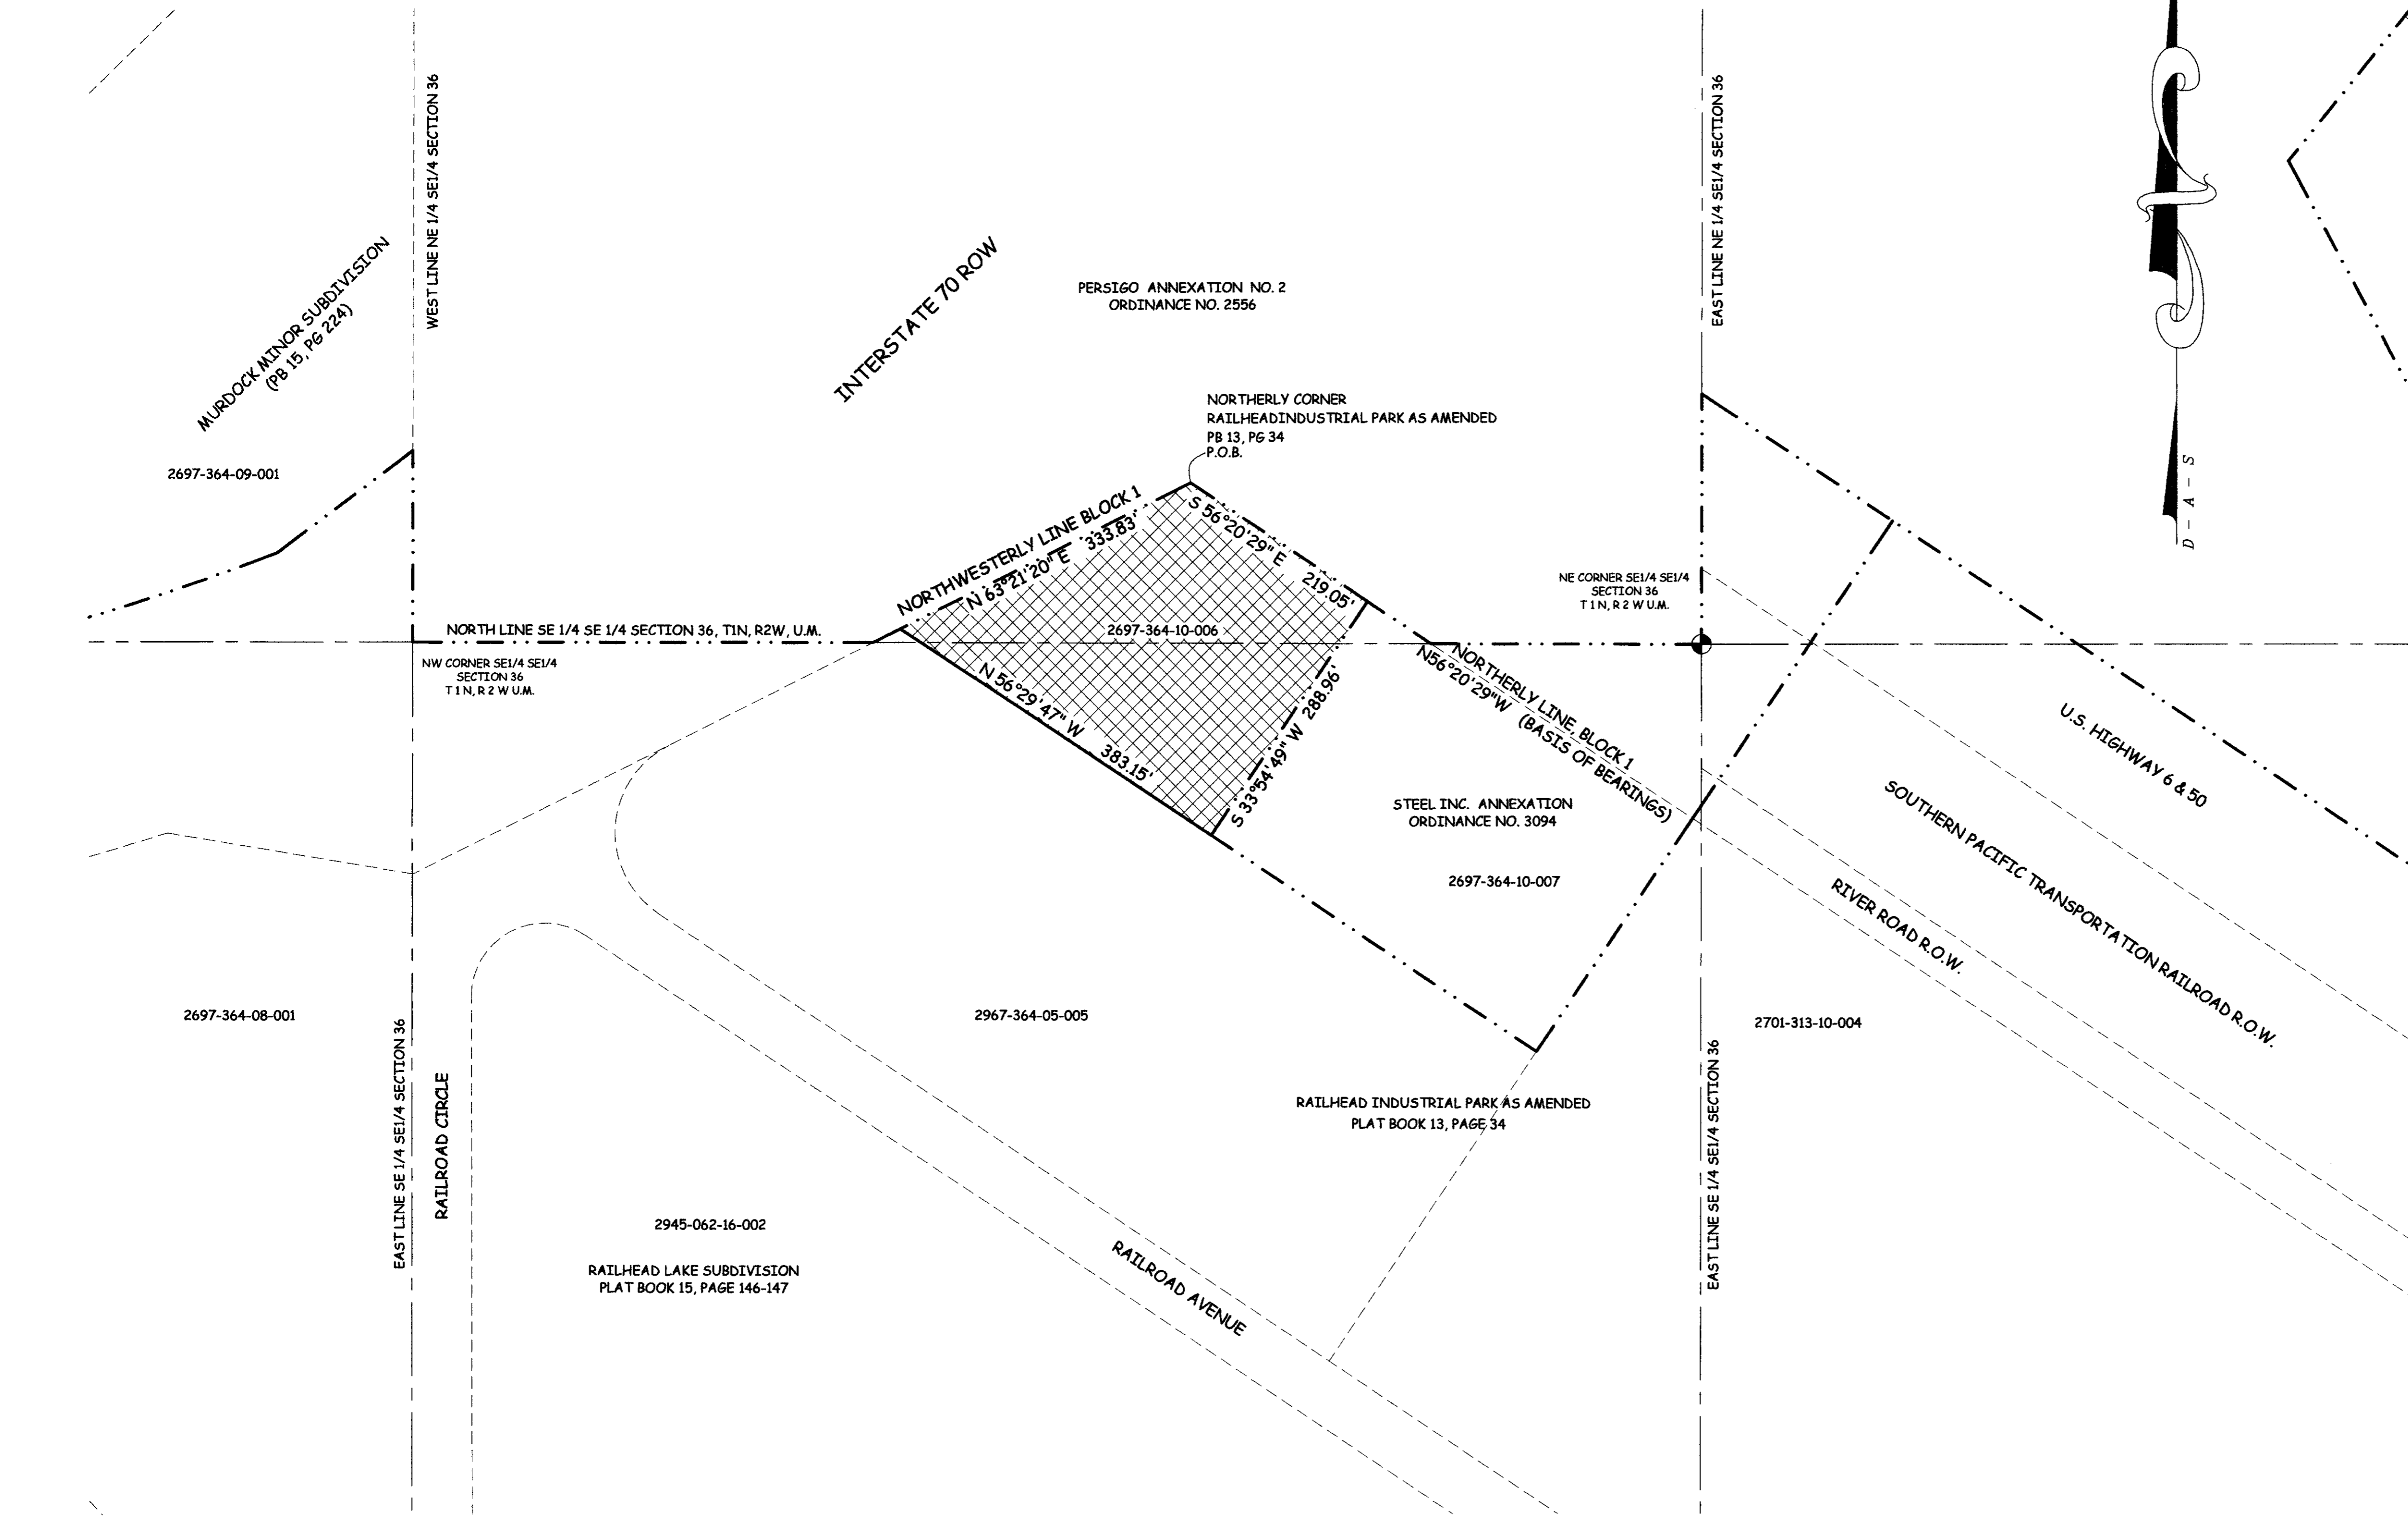 WEST LINE NE 1/4 SE1/4 SECTION 36
EAST LINE NE 1/4 SE1/4 SECTION 36
MURDOCK MINOR SUBDIVISION
(PB 15, PG 224)
2697-364-09-001
INTERSTATE 70 ROW
PERSIGO ANNEXATION NO. 2
ORDINANCE NO. 2556
NORTHERLY CORNER
RAILHEADINDUSTRIAL PARK AS AMENDED
PB 13, PG 34
P.O.B.
D - A - S
NORTHWESTERLY LINE BLOCK 1
N 63°21'20" E 333.83'
S 56°20'29" E 219.05'
NE CORNER SE1/4 SE1/4
SECTION 36
T 1 N, R 2 W U.M.
NORTH LINE SE 1/4 SE 1/4 SECTION 36, T1N, R2W, U.M.
2697-364-10-006
NW CORNER SE1/4 SE1/4
SECTION 36
T 1 N, R 2 W U.M.
N 56°29'47" W 383.15'
S 33°54'49" W 288.96'
NORTHERLY LINE, BLOCK 1
N56°20'29"W (BASIS OF BEARINGS)
U.S. HIGHWAY 6 & 50
SOUTHERN PACIFIC TRANSPORTATION RAILROAD R.O.W.
RIVER ROAD R.O.W.
STEEL INC. ANNEXATION
ORDINANCE NO. 3094
2697-364-10-007
2697-364-08-001
2967-364-05-005
2701-313-10-004
EAST LINE SE 1/4 SE1/4 SECTION 36
RAILROAD CIRCLE
EAST LINE SE 1/4 SE1/4 SECTION 36
RAILHEAD INDUSTRIAL PARK AS AMENDED
PLAT BOOK 13, PAGE 34
2945-062-16-002
RAILHEAD LAKE SUBDIVISION
PLAT BOOK 15, PAGE 146-147
RAILROAD AVENUE